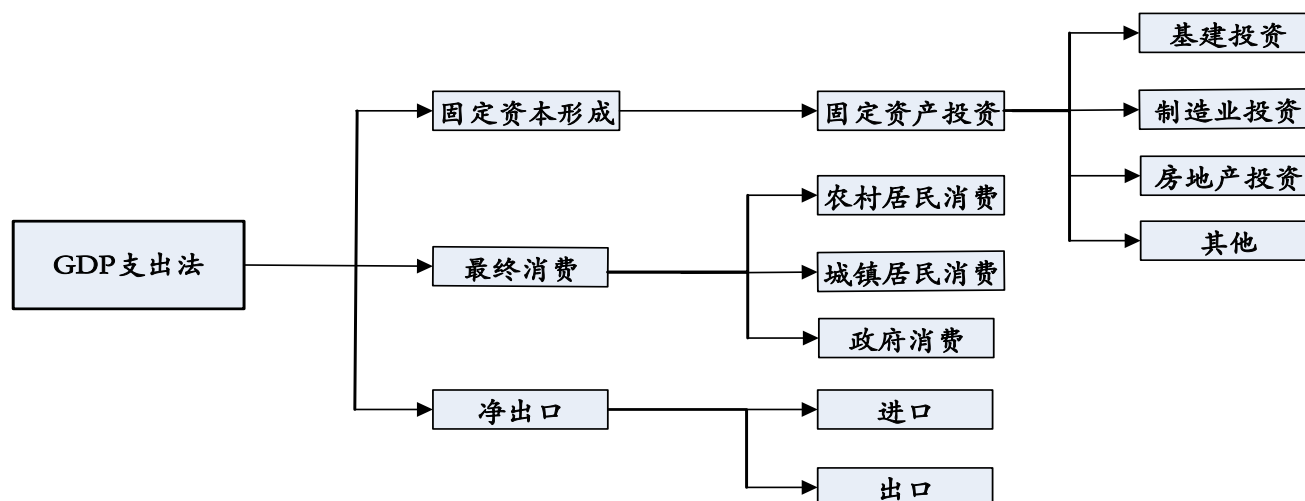 基建投资
固定资本形成
固定资产投资
制造业投资
房地产投资
农村居民消费
其他
GDP支出法
最终消费
城镇居民消费
政府消费
净出口
进口
出口